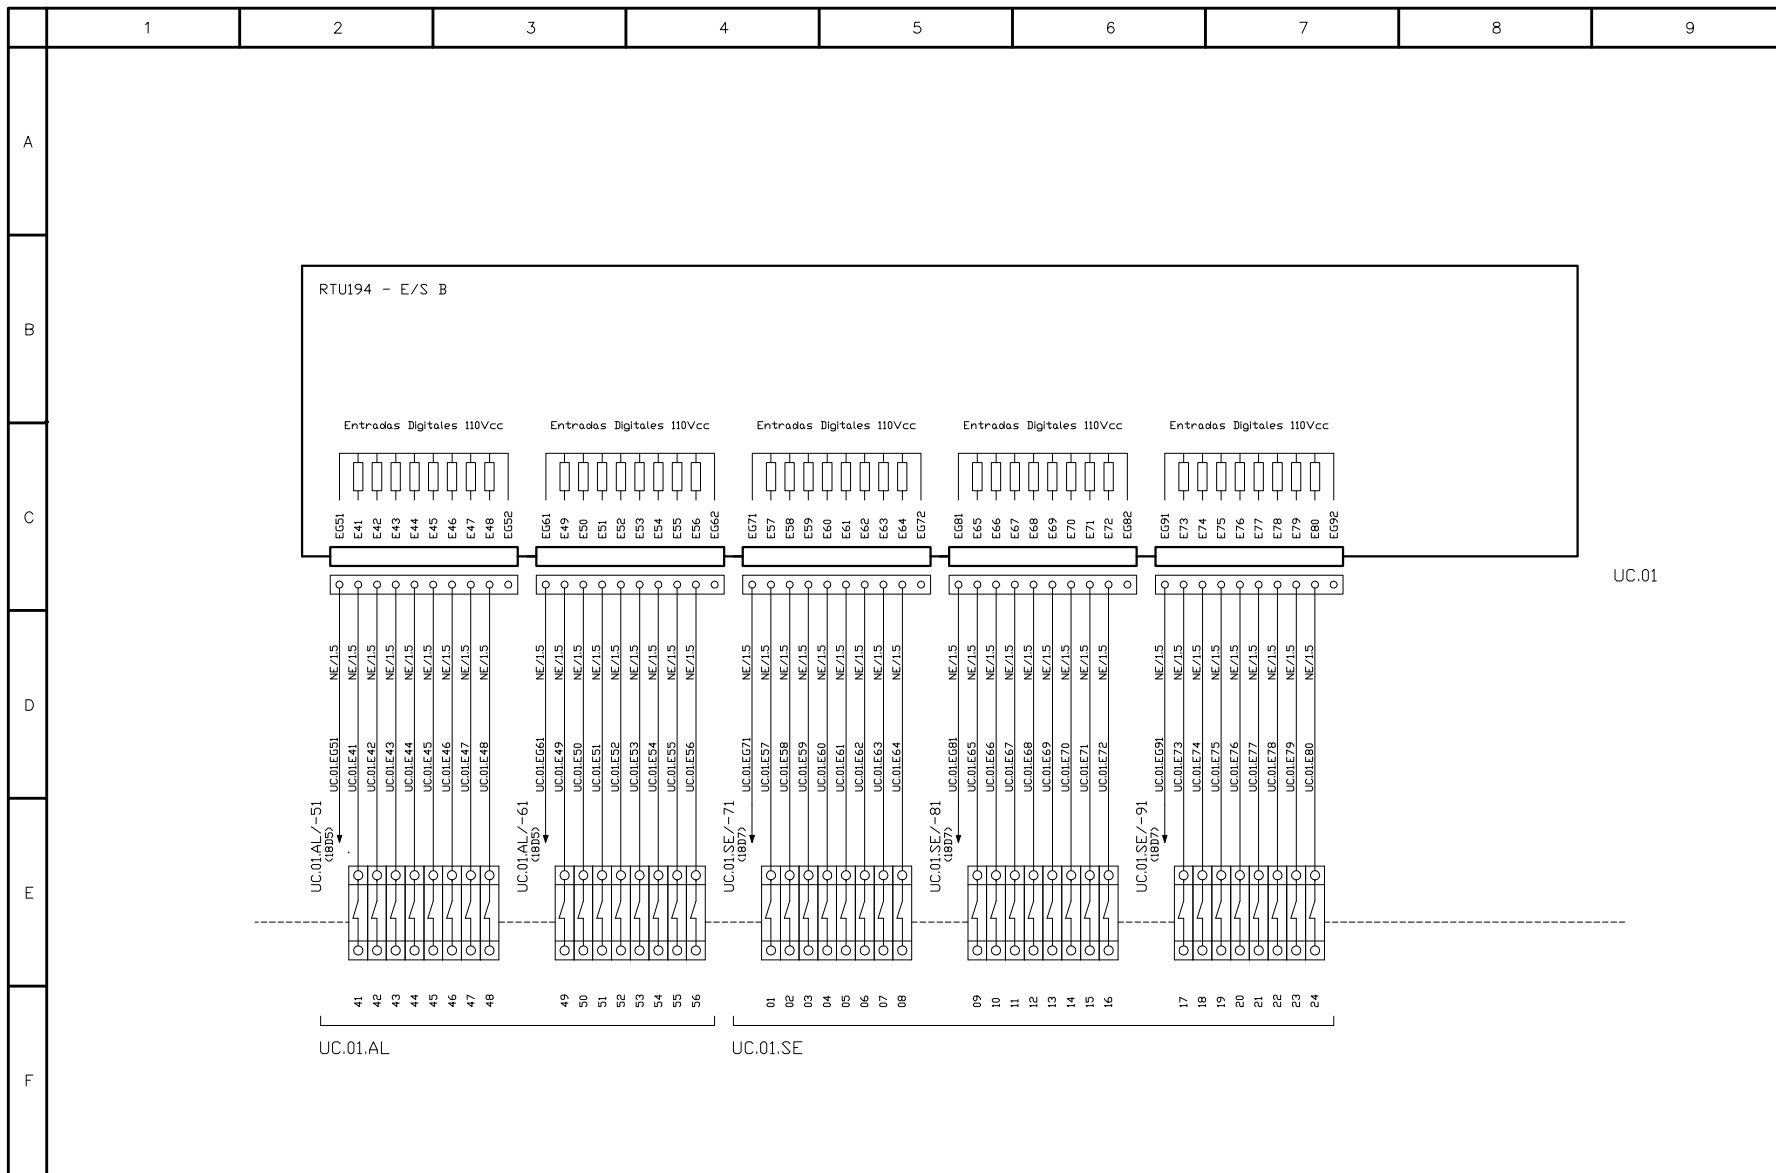 1 2 3 4 5 6 7 8 9
A
B
C
D
E
F
RTU194 - E/S B
Entradas Digitales 110Vcc Entradas Digitales 110Vcc Entradas Digitales 110Vcc Entradas Digitales 110Vcc Entradas Digitales 110Vcc
EG51 E41 E42 E43 E44 E45 E46 E47 E48 EG52
EG61 E49 E50 E51 E52 E53 E54 E55 E56 EG62
EG71 E57 E58 E59 E60 E61 E62 E63 E64 EG72
EG81 E65 E66 E67 E68 E69 E70 E71 E72 EG82
EG91 E73 E74 E75 E76 E77 E78 E79 E80 EG92
UC.01
NE/1.5 NE/1.5 NE/1.5 NE/1.5 NE/1.5 NE/1.5 NE/1.5 NE/1.5 NE/1.5
NE/1.5 NE/1.5 NE/1.5 NE/1.5 NE/1.5 NE/1.5 NE/1.5 NE/1.5 NE/1.5
NE/1.5 NE/1.5 NE/1.5 NE/1.5 NE/1.5 NE/1.5 NE/1.5 NE/1.5 NE/1.5
NE/1.5 NE/1.5 NE/1.5 NE/1.5 NE/1.5 NE/1.5 NE/1.5 NE/1.5 NE/1.5
NE/1.5 NE/1.5 NE/1.5 NE/1.5 NE/1.5 NE/1.5 NE/1.5 NE/1.5 NE/1.5
UC.01.EG51 UC.01.E41 UC.01.E42 UC.01.E43 UC.01.E44 UC.01.E45 UC.01.E46 UC.01.E47 UC.01.E48
UC.01.EG61 UC.01.E49 UC.01.E50 UC.01.E51 UC.01.E52 UC.01.E53 UC.01.E54 UC.01.E55 UC.01.E56
UC.01.EG71 UC.01.E57 UC.01.E58 UC.01.E59 UC.01.E60 UC.01.E61 UC.01.E62 UC.01.E63 UC.01.E64
UC.01.EG81 UC.01.E65 UC.01.E66 UC.01.E67 UC.01.E68 UC.01.E69 UC.01.E70 UC.01.E71 UC.01.E72
UC.01.EG91 UC.01.E73 UC.01.E74 UC.01.E75 UC.01.E76 UC.01.E77 UC.01.E78 UC.01.E79 UC.01.E80
UC.01.AL/-51
(18D5)
UC.01.AL/-61
(18D5)
UC.01.SE/-71
(18D7)
UC.01.SE/-81
(18D7)
UC.01.SE/-91
(18D7)
41 42 43 44 45 46 47 48
49 50 51 52 53 54 55 56
01 02 03 04 05 06 07 08
09 10 11 12 13 14 15 16
17 18 19 20 21 22 23 24
UC.01.AL
UC.01.SE